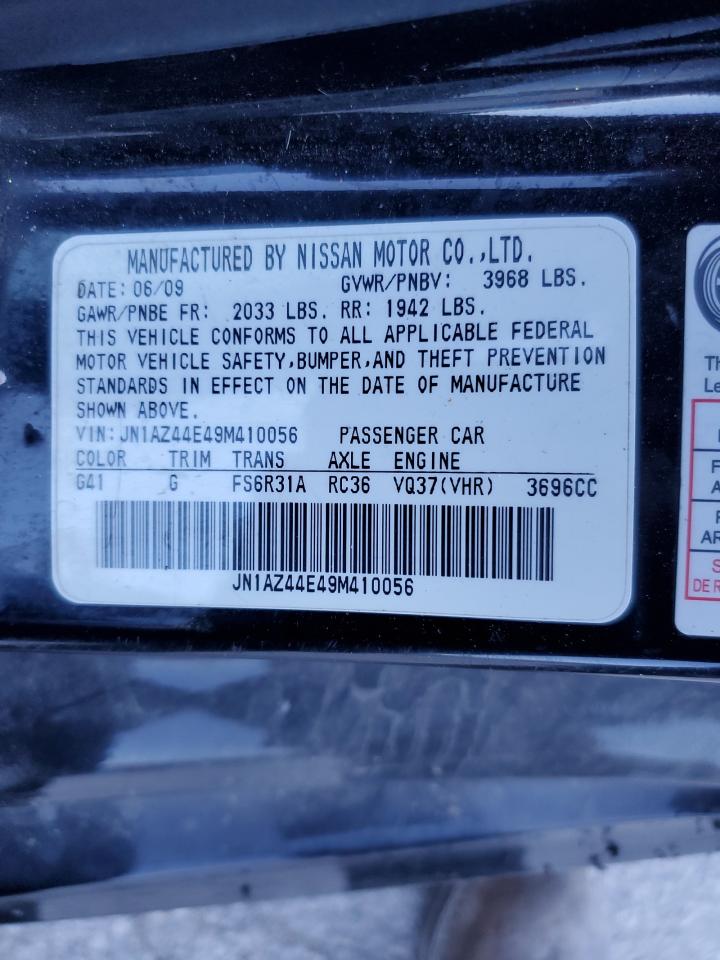 MANUFACTURED BY NISSAN MOTOR CO.,LTD.
DATE: 06/09 GVWR/PNBV: 3968 LBS.
GAWR/PNBE FR: 2033 LBS. RR: 1942 LBS.
THIS VEHICLE CONFORMS TO ALL APPLICABLE FEDERAL
MOTOR VEHICLE SAFETY,BUMPER,AND THEFT PREVENTION
STANDARDS IN EFFECT ON THE DATE OF MANUFACTURE
SHOWN ABOVE.
VIN: JN1AZ44E49M410056 PASSENGER CAR
COLOR TRIM TRANS AXLE ENGINE
G41 G FS6R31A RC36 VQ37(VHR) 3696CC
JN1AZ44E49M410056